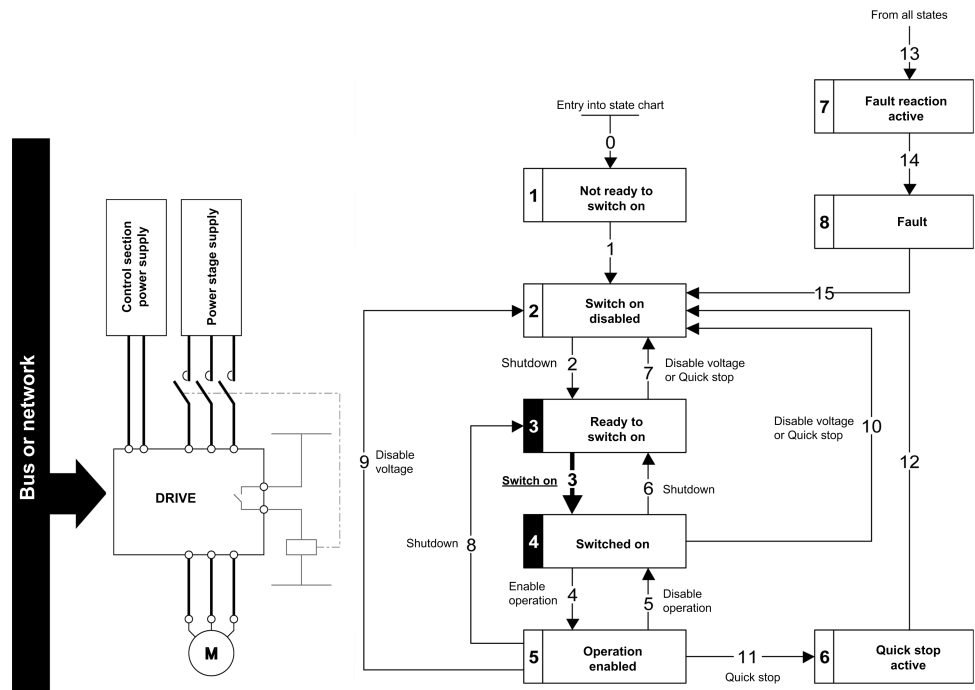 Bus or network
Control section
power supply
Power stage supply
DRIVE
M
From all states
13
7
Fault reaction
active
14
8
Fault
15
Entry into state chart
0
1
Not ready to
switch on
1
2
Switch on
disabled
Shutdown
2
7
Disable voltage
or Quick stop
3
Ready to
switch on
Switch on
3
6
Shutdown
4
Switched on
Enable
operation
4
5
Disable
operation
5
Operation
enabled
9
Disable
voltage
Shutdown
8
Disable voltage
or Quick stop
10
12
11
Quick stop
6
Quick stop
active